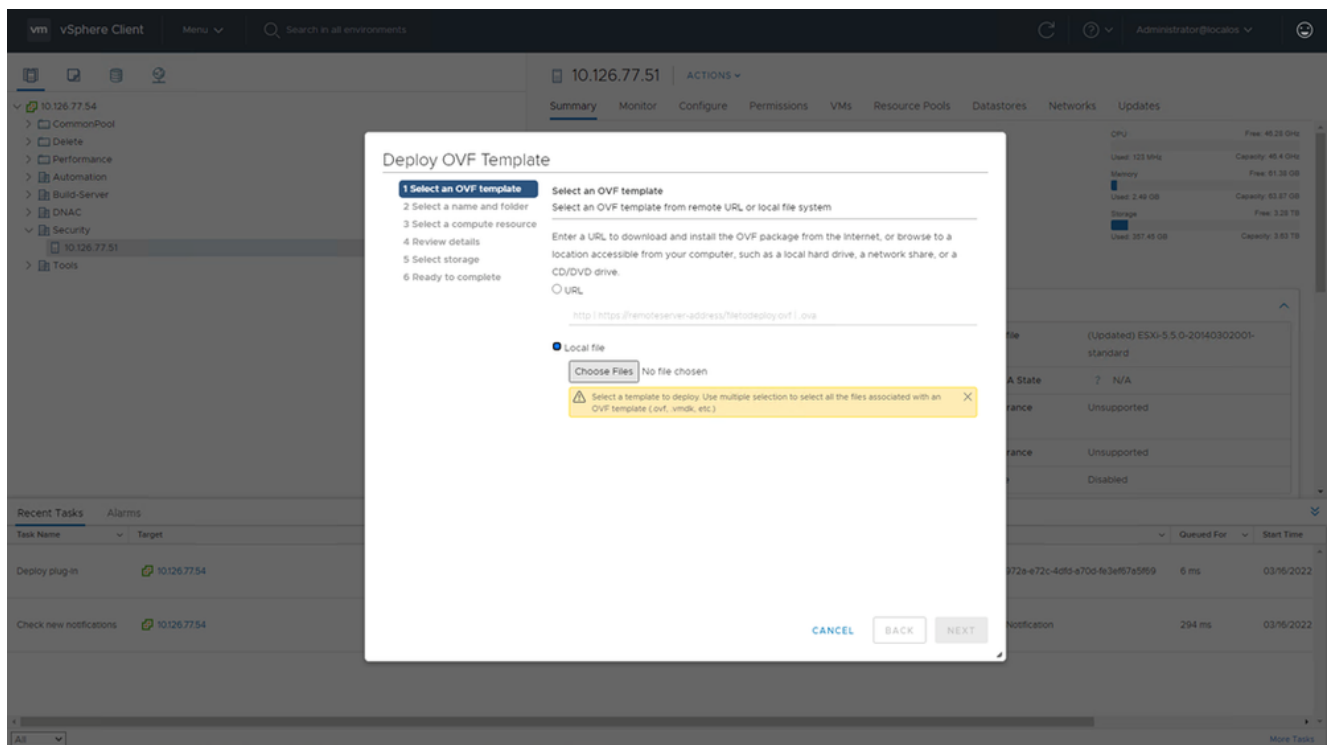 vm vSphere Client Menu Search in all environments Administrator@localos
10.126.77.51 ACTIONS
Summary Monitor Configure Permissions VMs Resource Pools Datastores Networks Updates
10.126.77.54
CommonPool
Delete
Performance
Automation
Build-Server
DNAC
Security
10.126.77.51
Tools
CPU Free: 46.28 GHz
Used: 123 MHz Capacity: 46.4 GHz
Memory Free: 61.38 GB
Used: 2.49 GB Capacity: 63.87 GB
Storage Free: 3.28 TB
Used: 357.45 GB Capacity: 3.63 TB
Deploy OVF Template
1 Select an OVF template
2 Select a name and folder
3 Select a compute resource
4 Review details
5 Select storage
6 Ready to complete
Select an OVF template
Select an OVF template from remote URL or local file system
Enter a URL to download and install the OVF package from the Internet, or browse to a
location accessible from your computer, such as a local hard drive, a network share, or a
CD/DVD drive.
URL
http | https://remoteserver-address/filetodeploy.ovf | .ova
Local file
Choose Files No file chosen
Select a template to deploy. Use multiple selection to select all the files associated with an
OVF template (.ovf, .vmdk, etc.)
CANCEL BACK NEXT
file (Updated) ESXi-5.5.0-20140302001-
standard
A State ? N/A
rance Unsupported
rance Unsupported
Disabled
Recent Tasks Alarms
Task Name Target Queued For Start Time
Deploy plug-in 10.126.77.54 6 ms 03/16/2022
Check new notifications 10.126.77.54 Notification 294 ms 03/16/2022
All More Tasks